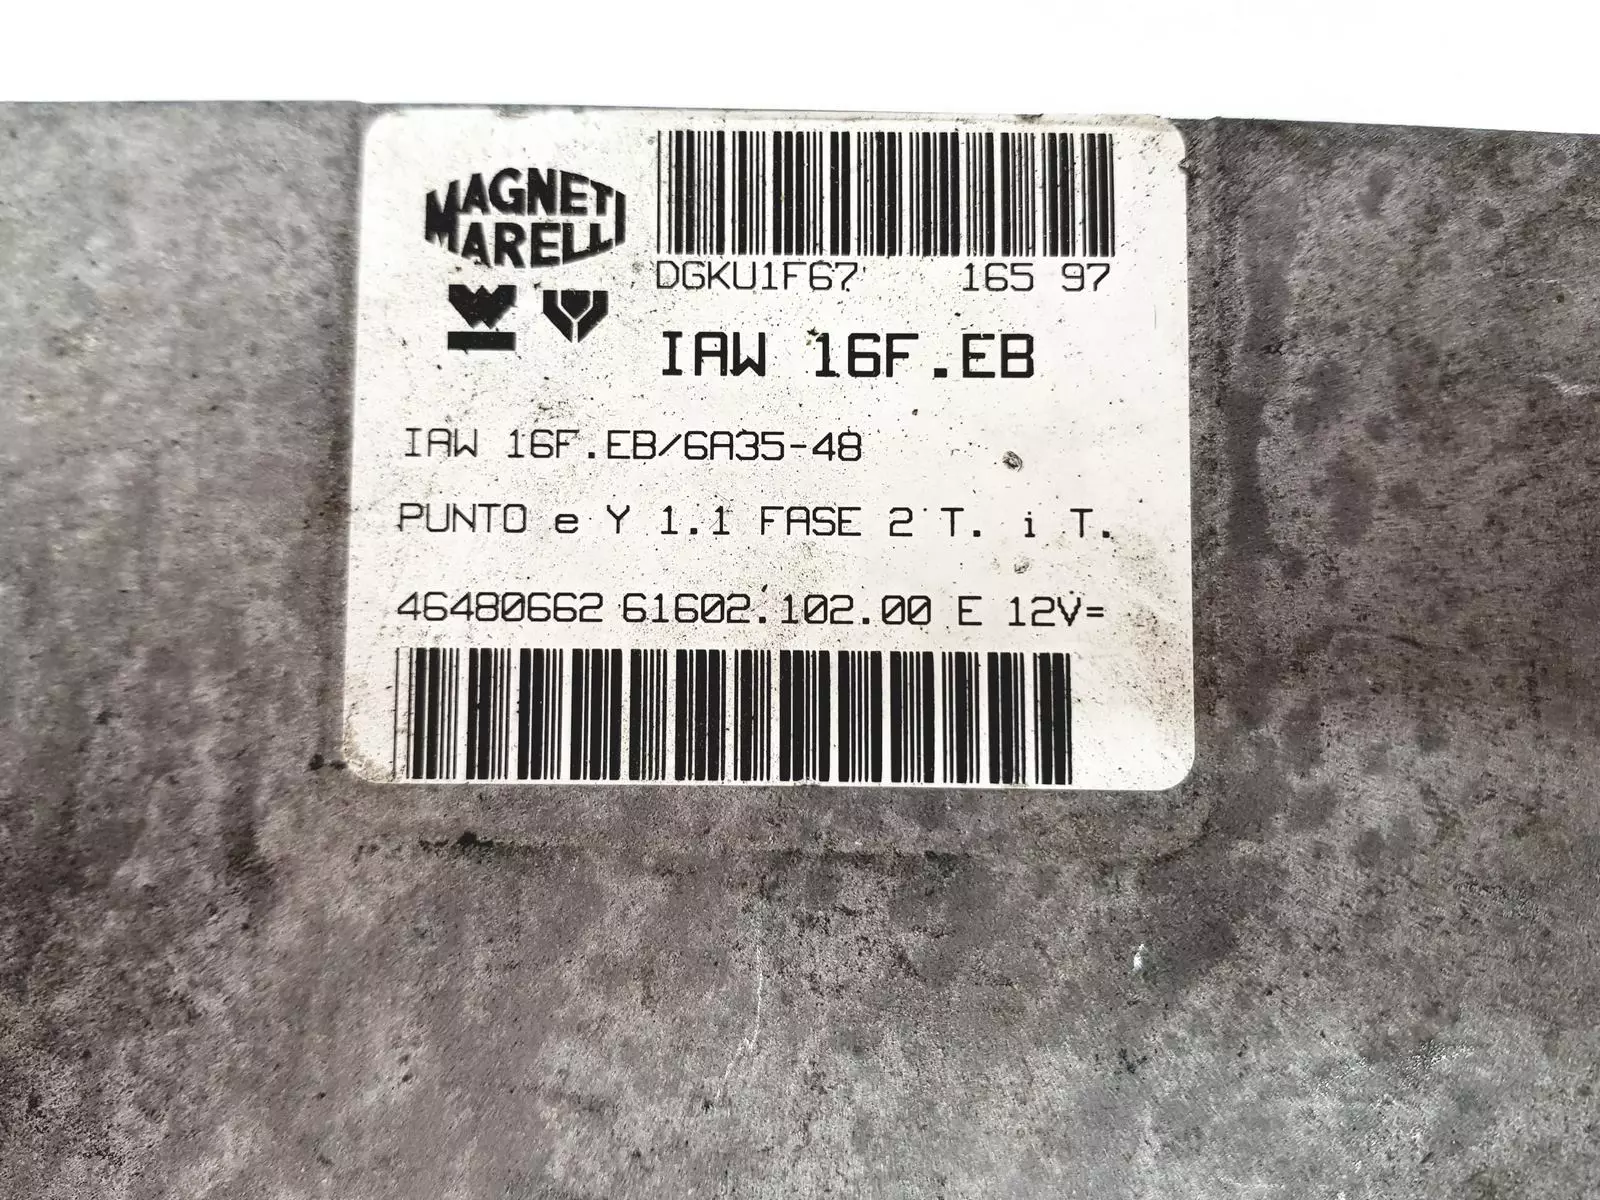 MAGNETI
MARELLI
DGKU1F67 165 97
IAW 16F.EB
IAW 16F.EB/6A35-48
PUNTO e Y 1.1 FASE 2 T. i T.
46480662 61602.102.00 E 12V=